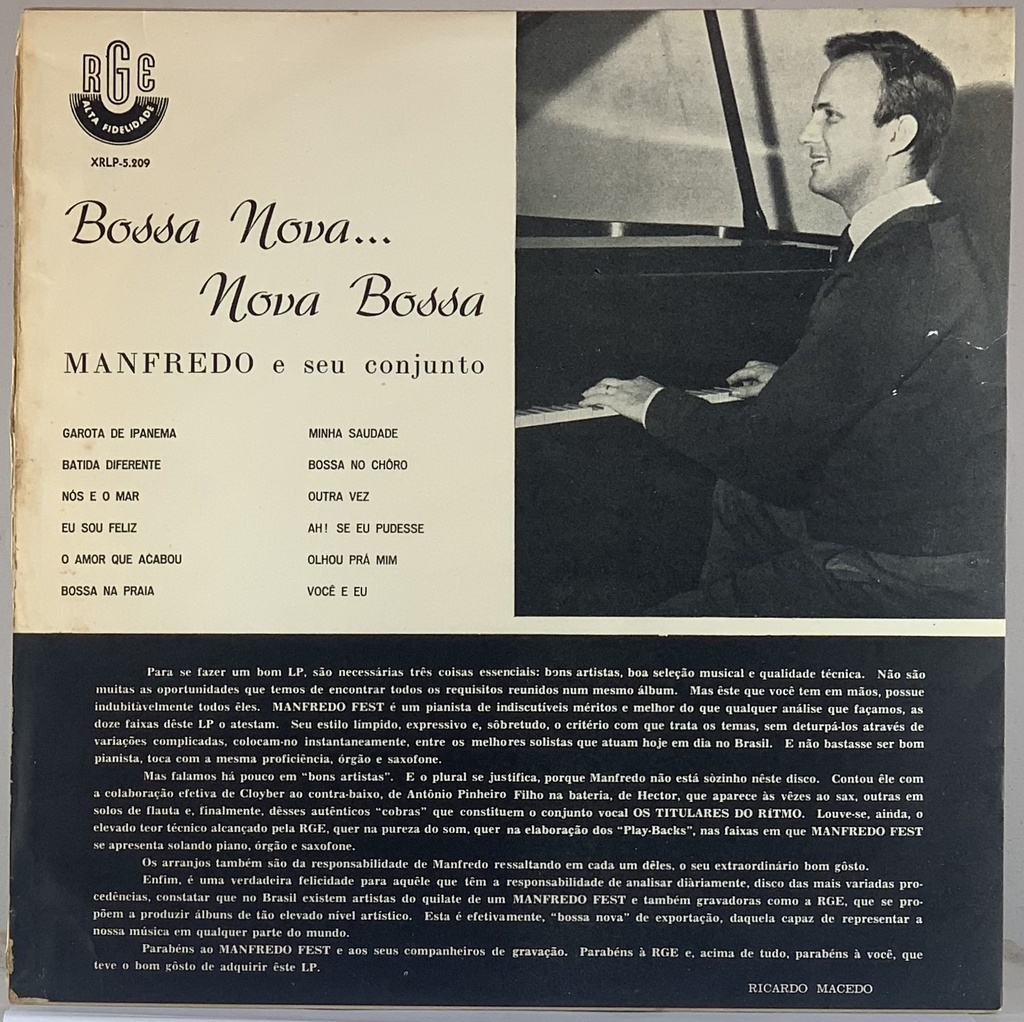 RGE
ALTA FIDELIDADE
XRLP-5.209
Bossa Nova...
Nova Bossa
MANFREDO e seu conjunto
GAROTA DE IPANEMA
BATIDA DIFERENTE
NÓS E O MAR
EU SOU FELIZ
O AMOR QUE ACABOU
BOSSA NA PRAIA
MINHA SAUDADE
BOSSA NO CHÔRO
OUTRA VEZ
AH! SE EU PUDESSE
OLHOU PRÁ MIM
VOCÊ E EU
Para se fazer um bom LP, são necessárias três coisas essenciais: bons artistas, boa seleção musical e qualidade técnica. Não são
muitas as oportunidades que temos de encontrar todos os requisitos reunidos num mesmo álbum. Mas êste que você tem em mãos, possue
indubitàvelmente todos êles. MANFREDO FEST é um pianista de indiscutíveis méritos e melhor do que qualquer análise que façamos, as
doze faixas dêste LP o atestam. Seu estilo límpido, expressivo e, sôbretudo, o critério com que trata os temas, sem deturpá-los através de
variações complicadas, colocam-no instantaneamente, entre os melhores solistas que atuam hoje em dia no Brasil. E não bastasse ser bom
pianista, toca com a mesma proficiência, órgão e saxofone.
Mas falamos há pouco em "bons artistas". E o plural se justifica, porque Manfredo não está sòzinho nêste disco. Contou êle com
a colaboração efetiva de Cloyber ao contra-baixo, de Antônio Pinheiro Filho na bateria, de Hector, que aparece às vêzes ao sax, outras em
solos de flauta e, finalmente, dêsses autênticos "cobras" que constituem o conjunto vocal OS TITULARES DO RÍTMO. Louve-se, ainda, o
elevado teor técnico alcançado pela RGE, quer na pureza do som, quer na elaboração dos "Play-Backs", nas faixas em que MANFREDO FEST
se apresenta solando piano, órgão e saxofone.
Os arranjos também são da responsabilidade de Manfredo ressaltando em cada um dêles, o seu extraordinário bom gôsto.
Enfim, é uma verdadeira felicidade para aquêle que têm a responsabilidade de analisar diàriamente, disco das mais variadas pro-
cedências, constatar que no Brasil existem artistas do quilate de um MANFREDO FEST e também gravadoras como a RGE, que se pro-
põem a produzir álbuns de tão elevado nível artístico. Esta é efetivamente, "bossa nova" de exportação, daquela capaz de representar a
nossa música em qualquer parte do mundo.
Parabéns ao MANFREDO FEST e aos seus companheiros de gravação. Parabéns à RGE e, acima de tudo, parabéns à você, que
teve o bom gôsto de adquirir êste LP.
RICARDO MACEDO